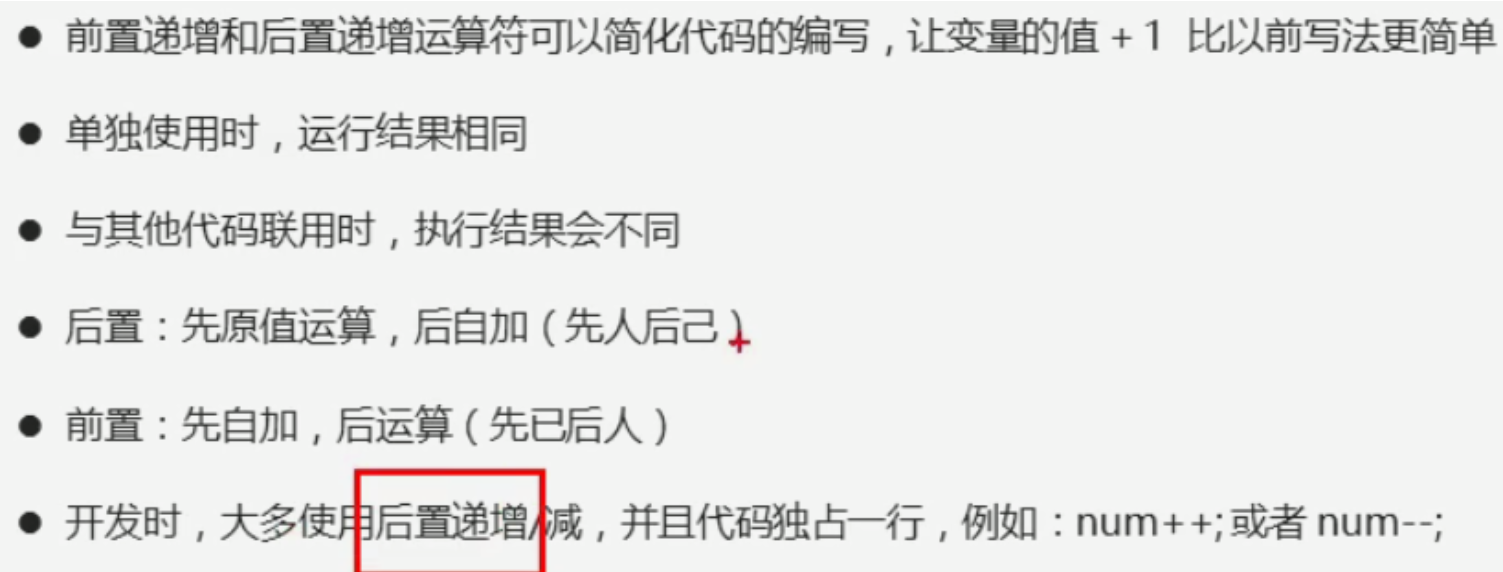 ● 前置递增和后置递增运算符可以简化代码的编写，让变量的值 + 1 比以前写法更简单
● 单独使用时，运行结果相同
● 与其他代码联用时，执行结果会不同
● 后置：先原值运算，后自加（先人后己）
● 前置：先自加，后运算（先已后人）
● 开发时，大多使用后置递增/减，并且代码独占一行，例如：num++; 或者 num--;